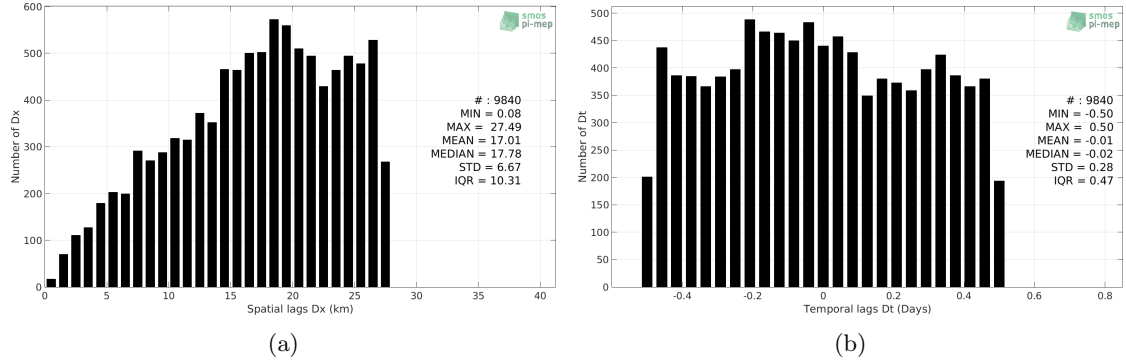 600
500
400
300
200
100
0
Number of Dx
0 5 10 15 20 25 30 35 40
Spatial lags Dx (km)
smos
pi-mep
# : 9840
MIN = 0.08
MAX = 27.49
MEAN = 17.01
MEDIAN = 17.78
STD = 6.67
IQR = 10.31
(a)
500
450
400
350
300
250
200
150
100
50
0
Number of Dt
-0.4 -0.2 0 0.2 0.4 0.6 0.8
Temporal lags Dt (Days)
smos
pi-mep
# : 9840
MIN = -0.50
MAX = 0.50
MEAN = -0.01
MEDIAN = -0.02
STD = 0.28
IQR = 0.47
(b)